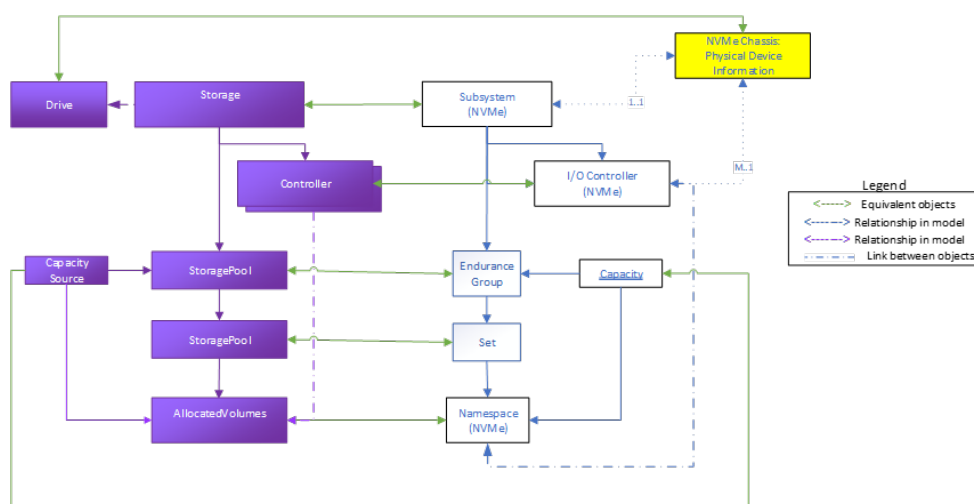 NVMe Chassis:
Physical Device
Information
Drive
Storage
Subsystem
(NVMe)
1..1
M..1
Controller
I/O Controller
(NVMe)
Legend
Equivalent objects
Relationship in model
Relationship in model
Link between objects
Capacity
Source
StoragePool
Endurance
Group
Capacity
StoragePool
Set
AllocatedVolumes
Namespace
(NVMe)